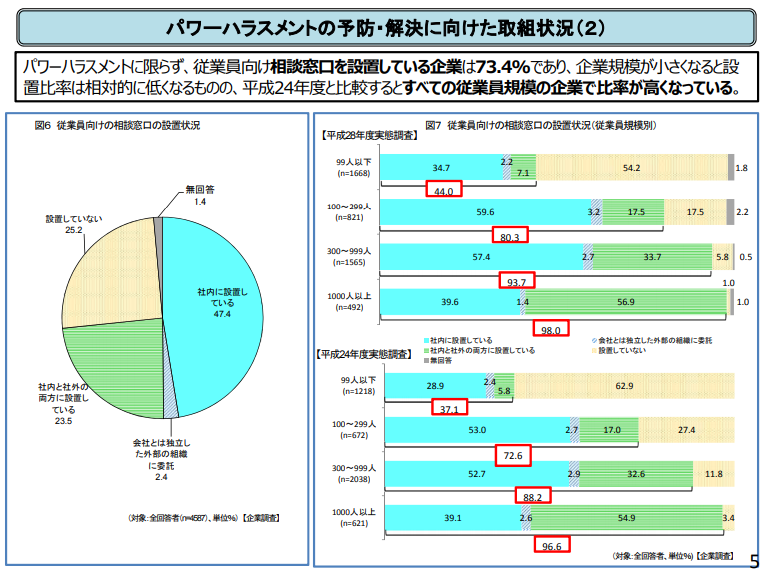 パワーハラスメントの予防・解決に向けた取組状況（２）
パワーハラスメントに限らず、従業員向け相談窓口を設置している企業は73.4%であり、企業規模が小さくなると設
置比率は相対的に低くなるものの、平成24年度と比較するとすべての従業員規模の企業で比率が高くなっている。
図６ 従業員向けの相談窓口の設置状況
無回答
1.4
設置していない
25.2
社内に設置し
ている
47.4
社内と社外の
両方に設置し
ている
23.5
会社とは独立し
た外部の組織
に委託
2.4
（対象：全回答者（n=4587）、単位％）【企業調査】
図７ 従業員向けの相談窓口の設置状況（従業員規模別）
【平成28年度実態調査】
99人以下
(n=1668)
34.7 2.2 7.1 54.2 1.8
44.0
100～299人
(n=821)
59.6 3.2 17.5 17.5 2.2
80.3
300～999人
(n=1565)
57.4 2.7 33.7 5.8 0.5
93.7
1000人以上
(n=492)
39.6 1.4 56.9 1.0 1.0
98.0
社内に設置している
会社とは独立した外部の組織に委託
社内と社外の両方に設置している
設置していない
無回答
【平成24年度実態調査】
99人以下
(n=1218)
28.9 2.4 5.8 62.9
37.1
100～299人
(n=672)
53.0 2.7 17.0 27.4
72.6
300～999人
(n=2038)
52.7 2.9 32.6 11.8
88.2
1000人以上
(n=621)
39.1 2.6 54.9 3.4
96.6
（対象：全回答者、単位％）【企業調査】
5